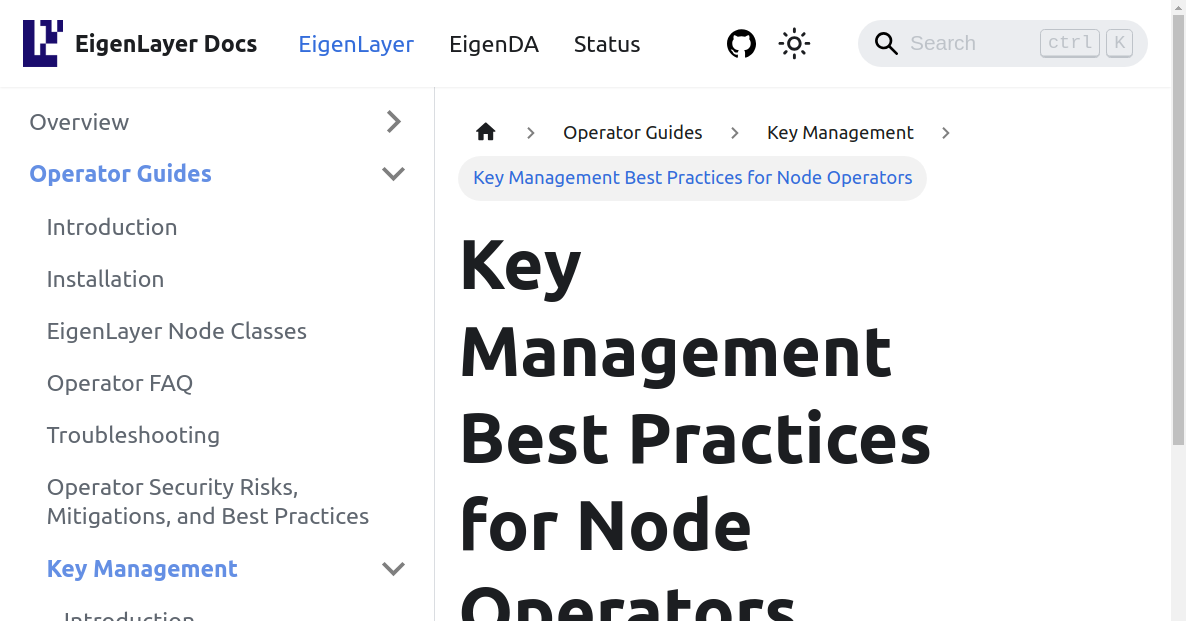 EigenLayer Docs
EigenLayer
EigenDA
Status
Search
ctrl
K
Overview
Operator Guides
Introduction
Installation
EigenLayer Node Classes
Operator FAQ
Troubleshooting
Operator Security Risks,
Mitigations, and Best Practices
Key Management
Introduction
Operator Guides
Key Management
Key Management Best Practices for Node Operators
Key
Management
Best Practices
for Node
Operators